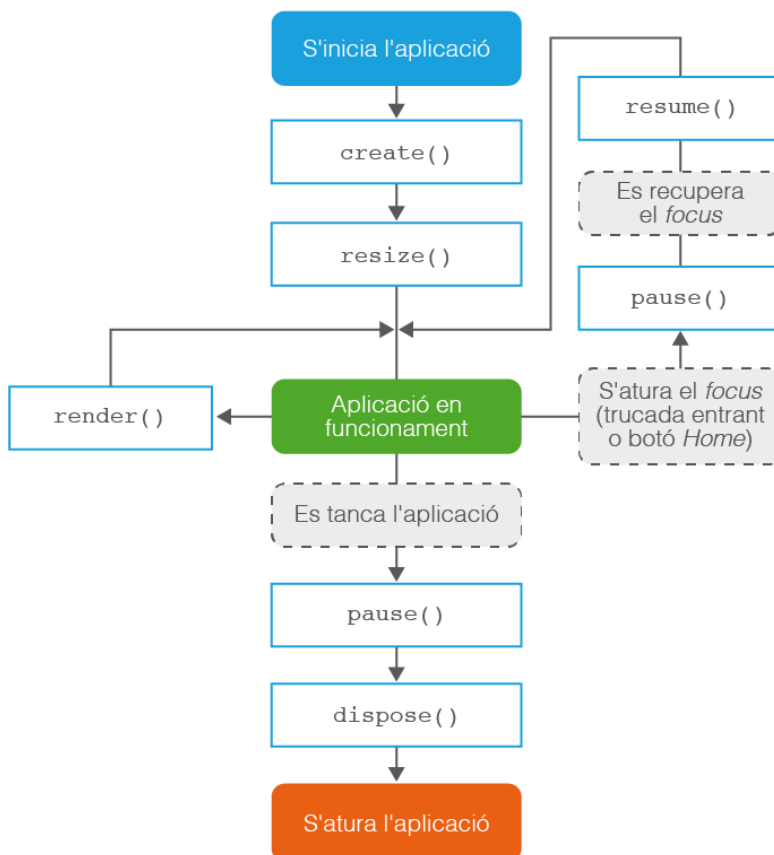 S'inicia l'aplicació
create()
resize()
render()
Aplicació en
funcionament
Es tanca l'aplicació
pause()
dispose()
S'atura l'aplicació
resume()
Es recupera
el focus
pause()
S'atura el focus
(trucada entrant
o botó Home)